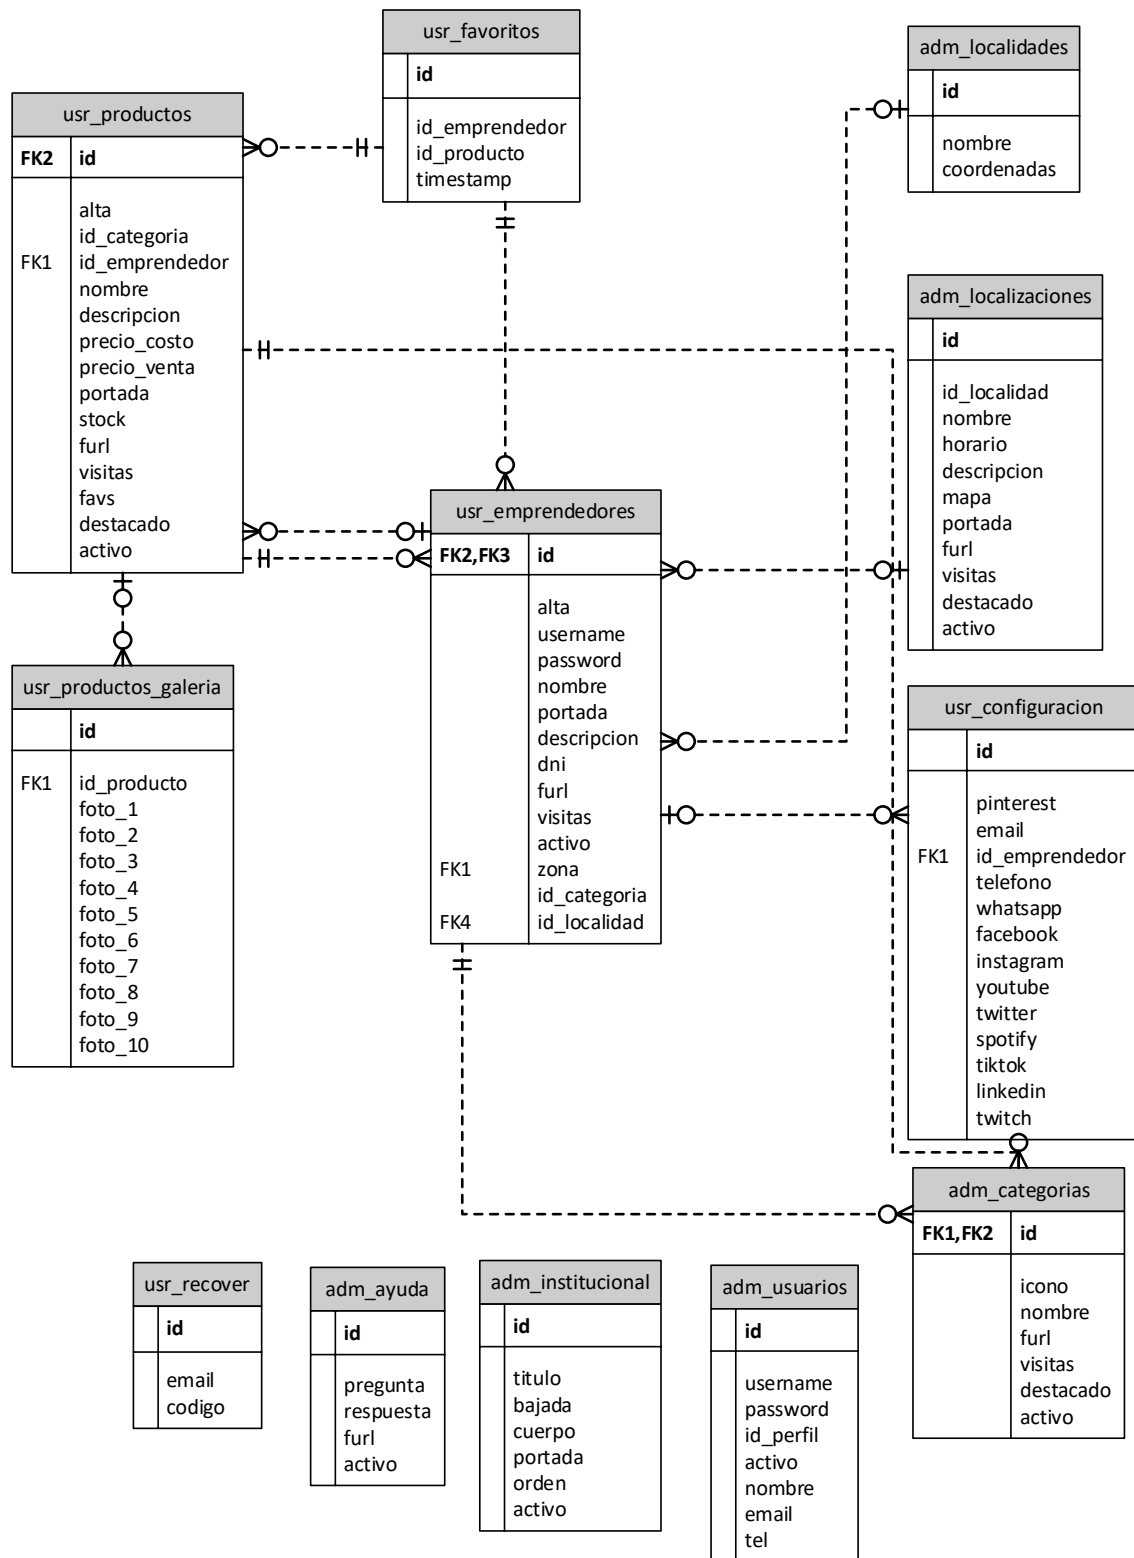 usr_favoritos
id
id_emprendedor
id_producto
timestamp
adm_localidades
id
nombre
coordenadas
usr_productos
FK2 id
alta
id_categoria
FK1 id_emprendedor
nombre
descripcion
precio_costo
precio_venta
portada
stock
furl
visitas
favs
destacado
activo
adm_localizaciones
id
id_localidad
nombre
horario
descripcion
mapa
portada
furl
visitas
destacado
activo
usr_emprendedores
FK2,FK3 id
alta
username
password
nombre
portada
descripcion
dni
furl
visitas
activo
FK1 zona
id_categoria
FK4 id_localidad
usr_productos_galeria
id
FK1 id_producto
foto_1
foto_2
foto_3
foto_4
foto_5
foto_6
foto_7
foto_8
foto_9
foto_10
usr_configuracion
id
pinterest
email
FK1 id_emprendedor
telefono
whatsapp
facebook
instagram
youtube
twitter
spotify
tiktok
linkedin
twitch
adm_categorias
FK1,FK2 id
icono
nombre
furl
visitas
destacado
activo
usr_recover
id
email
codigo
adm_ayuda
id
pregunta
respuesta
furl
activo
adm_institucional
id
titulo
bajada
cuerpo
portada
orden
activo
adm_usuarios
id
username
password
id_perfil
activo
nombre
email
tel